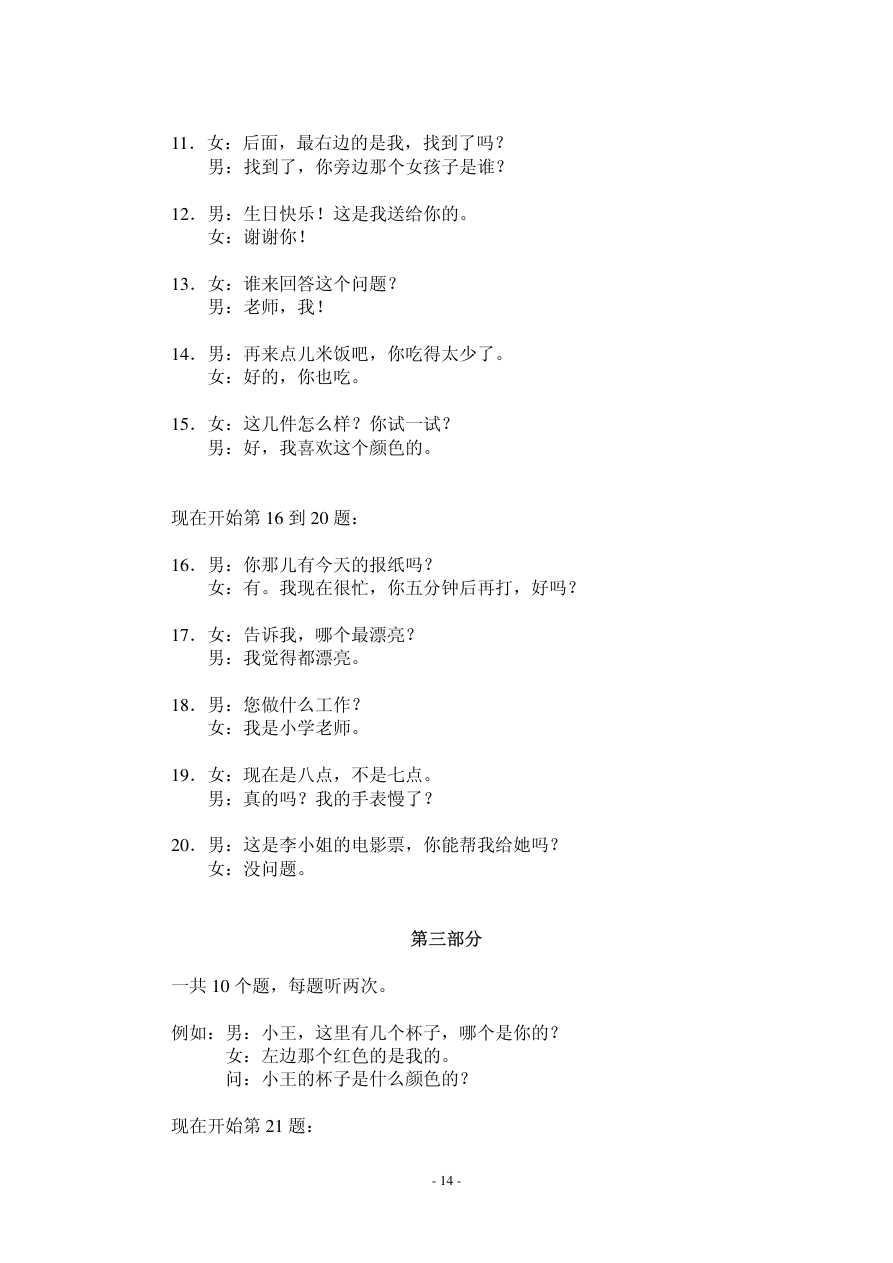 11．女：后面，最右边的是我，找到了吗？
男：找到了，你旁边那个女孩子是谁？
12．男：生日快乐！这是我送给你的。
女：谢谢你！
13．女：谁来回答这个问题？
男：老师，我！
14．男：再来点儿米饭吧，你吃得太少了。
女：好的，你也吃。
15．女：这几件怎么样？你试一试？
男：好，我喜欢这个颜色的。
现在开始第 16 到 20 题：
16．男：你那儿有今天的报纸吗？
女：有。我现在很忙，你五分钟后再打，好吗？
17．女：告诉我，哪个最漂亮？
男：我觉得都漂亮。
18．男：您做什么工作？
女：我是小学老师。
19．女：现在是八点，不是七点。
男：真的吗？我的手表慢了？
20．男：这是李小姐的电影票，你能帮我给她吗？
女：没问题。
第三部分
一共 10 个题，每题听两次。
例如：男：小王，这里有几个杯子，哪个是你的？
女：左边那个红色的是我的。
问：小王的杯子是什么颜色的？
现在开始第 21 题：
- 14 -